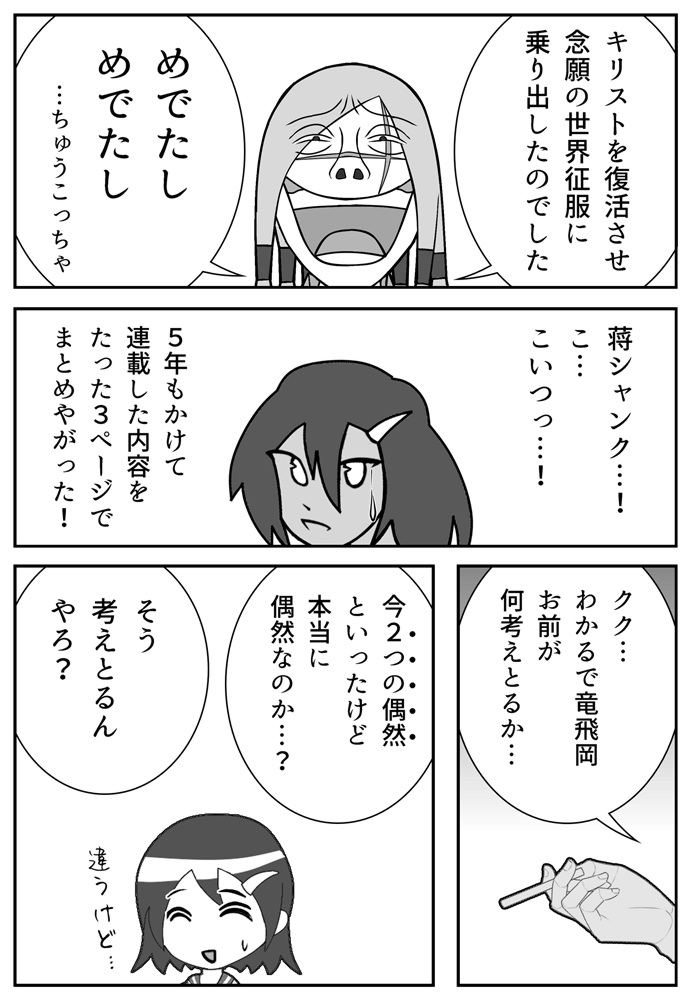 キリストを復活させ
念願の世界征服に
乗り出したのでした
めでたし
めでたし
…ちゅうこっちゃ
蒋シャンク…！
こ…
こいつっ…！
５年もかけて
連載した内容を
たった３ページで
まとめやがった！
クク…
わかるで竜飛岡
お前が
何考えとるか…
今２つの偶然
といったけど
本当に
偶然なのか…？
そう
考えとるん
やろ？
違うけど…